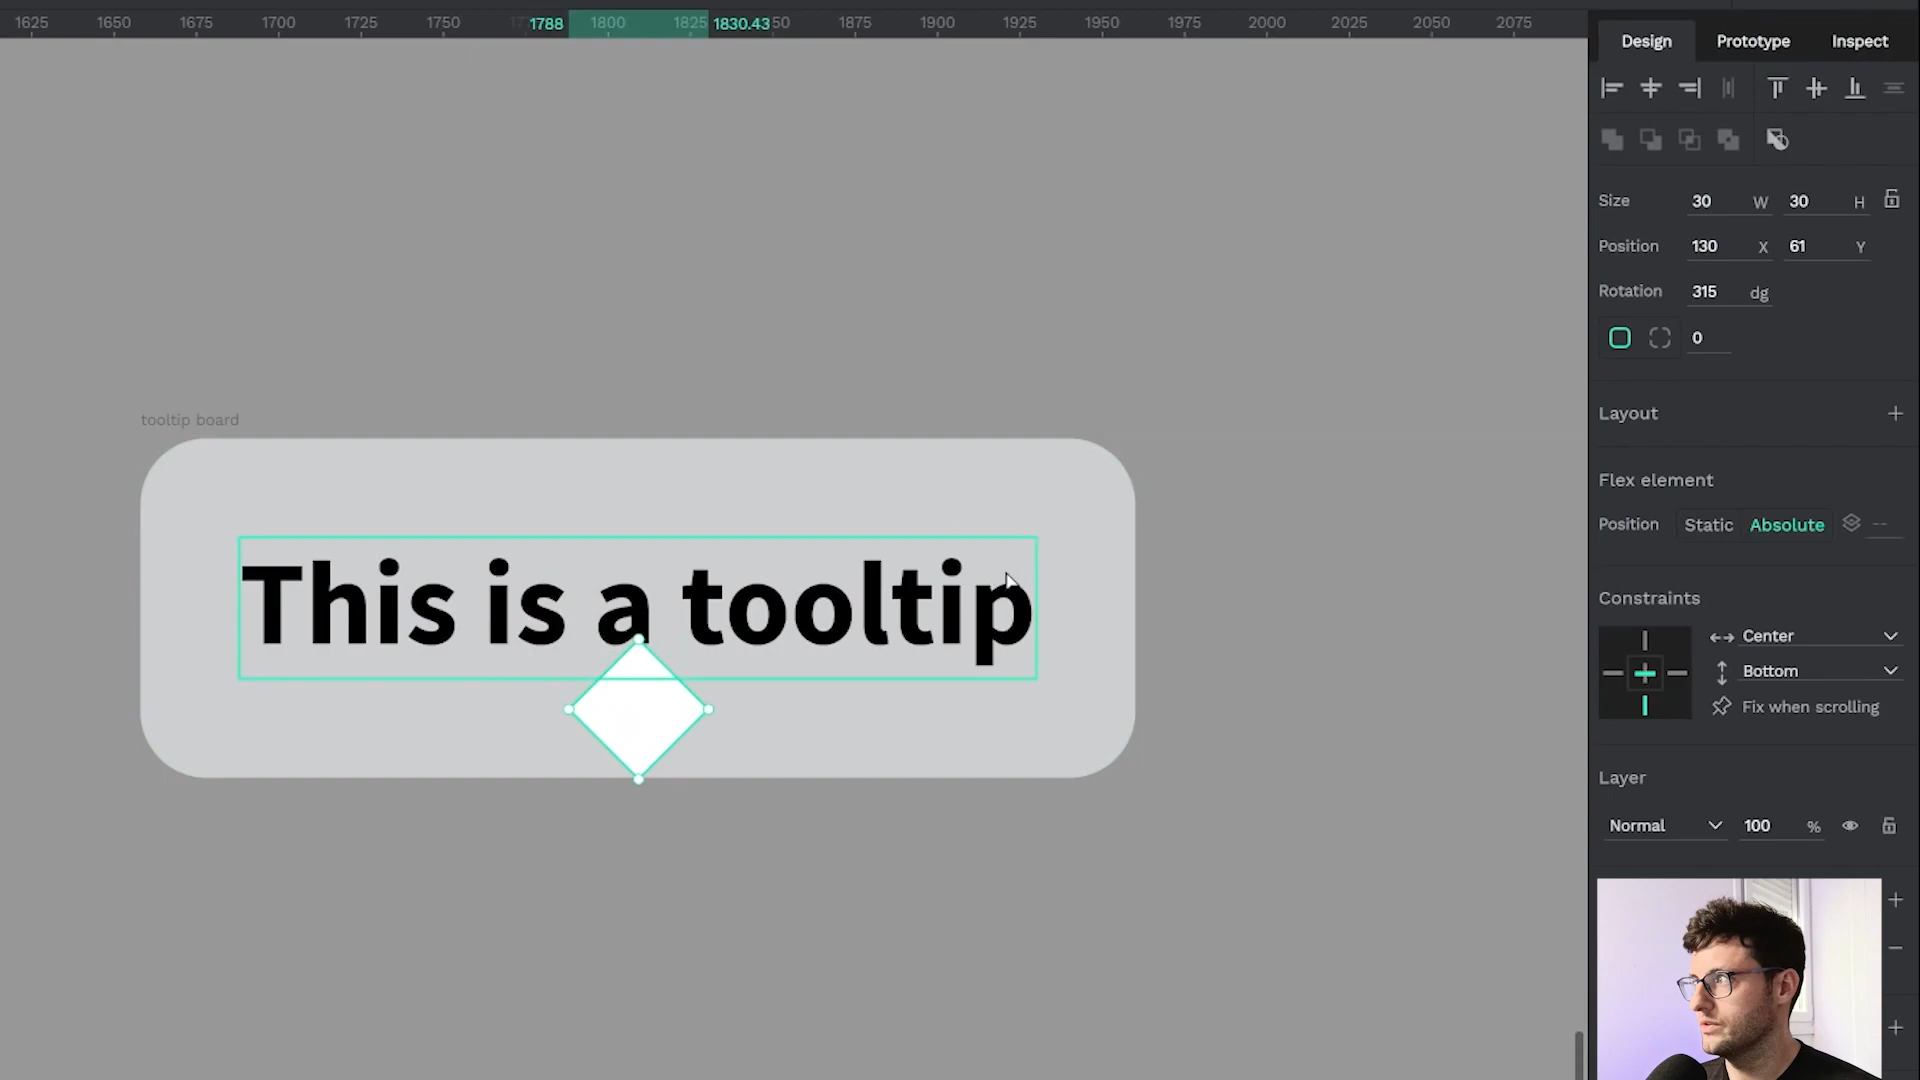 1625 1650 1675 1700 1725 1750 1788 1800 1825 1830.43 50 1875 1900 1925 1950 1975 2000 2025 2050 2075
Design Prototype Inspect
Size 30 W 30 H
Position 130 X 61 Y
Rotation 315 dg
0
Layout
tooltip board
Flex element
Position Static Absolute --
This is a tooltip
Constraints
Center
Bottom
Fix when scrolling
Layer
Normal 100 %